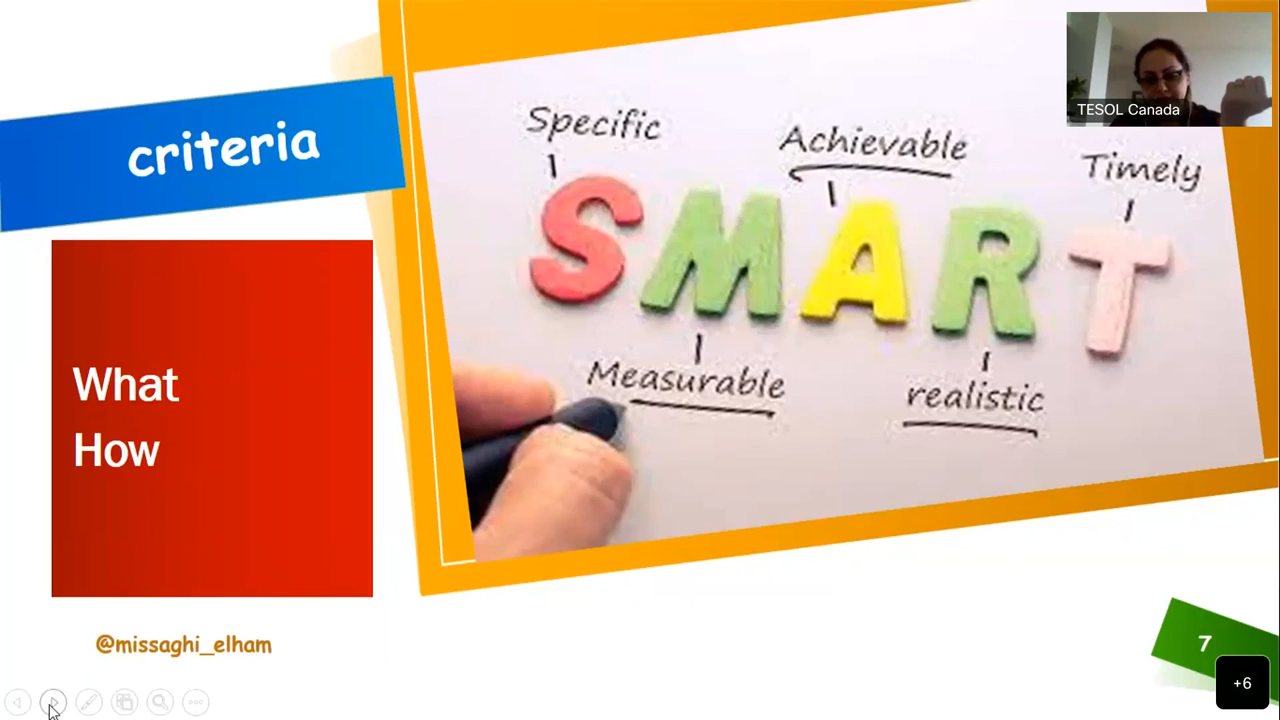 criteria
What
How
Specific
Achievable
Timely
SMART
Measurable
realistic
TESOL Canada
@missaghi_elham
7
+6